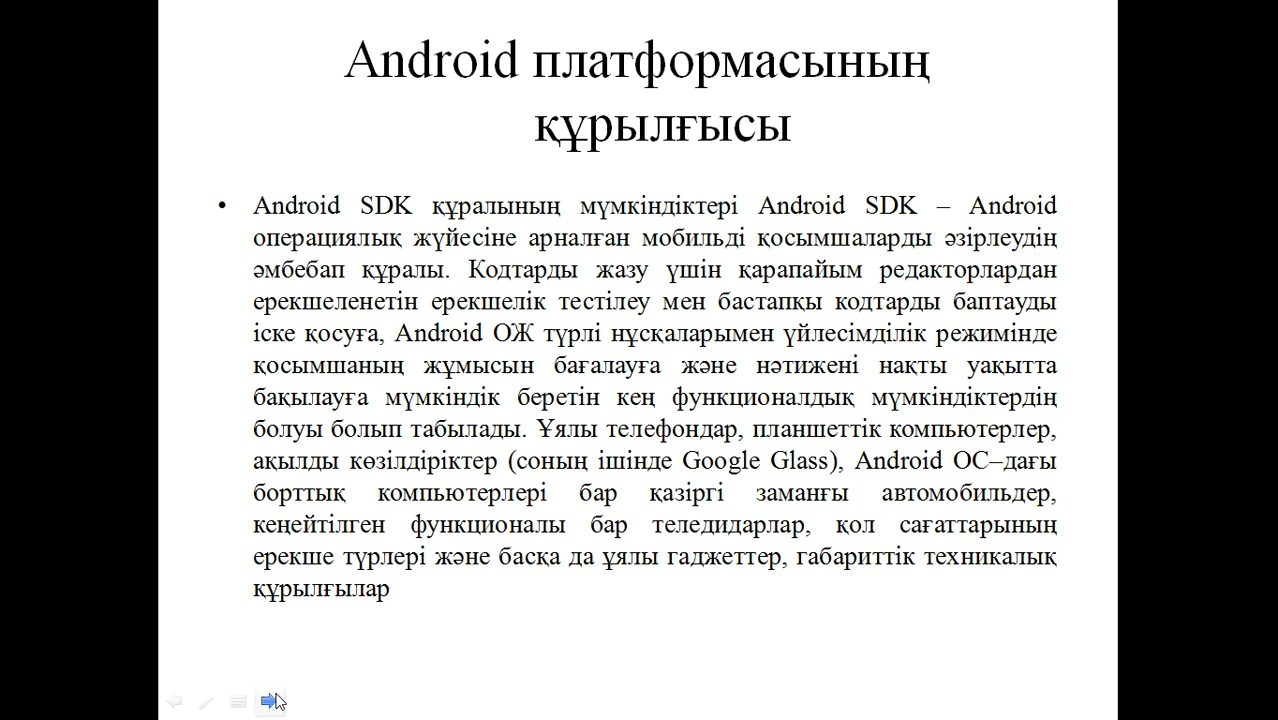 Android платформасының
құрылғысы
• Android SDK құралының мүмкіндіктері Android SDK – Android
операциялық жүйесіне арналған мобильді қосымшаларды әзірлеудің
әмбебап құралы. Кодтарды жазу үшін қарапайым редакторлардан
ерекшеленетін ерекшелік тестілеу мен бастапқы кодтарды баптауды
іске қосуға, Android ОЖ түрлі нұсқаларымен үйлесімділік режимінде
қосымшаның жұмысын бағалауға және нәтижені нақты уақытта
бақылауға мүмкіндік беретін кең функционалдық мүмкіндіктердің
болуы болып табылады. Ұялы телефондар, планшеттік компьютерлер,
ақылды көзілдіріктер (соның ішінде Google Glass), Android ОС–дағы
борттық компьютерлері бар қазіргі заманғы автомобильдер,
кеңейтілген функционалы бар теледидарлар, қол сағаттарының
ерекше түрлері және басқа да ұялы гаджеттер, габариттік техникалық
құрылғылар